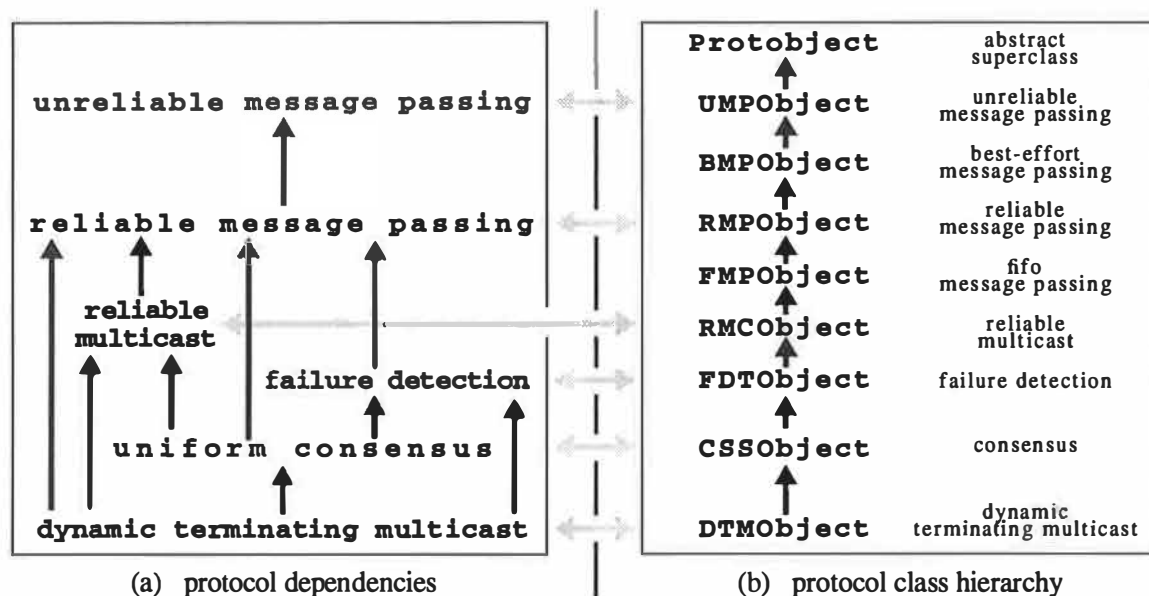 unreliable message passing
reliable message passing
reliable
multicast
failure detection
uniform consensus
dynamic terminating multicast
(a) protocol dependencies
Protobject
abstract
superclass
UMPObject
unreliable
message passing
BMPObject
best-effort
message passing
RMPObject
reliable
message passing
FMPObject
fifo
message passing
RMCObject
reliable
multicast
FDTObject
failure detection
CSSObject
consensus
DTMObject
dynamic
terminating multicast
(b) protocol class hierarchy